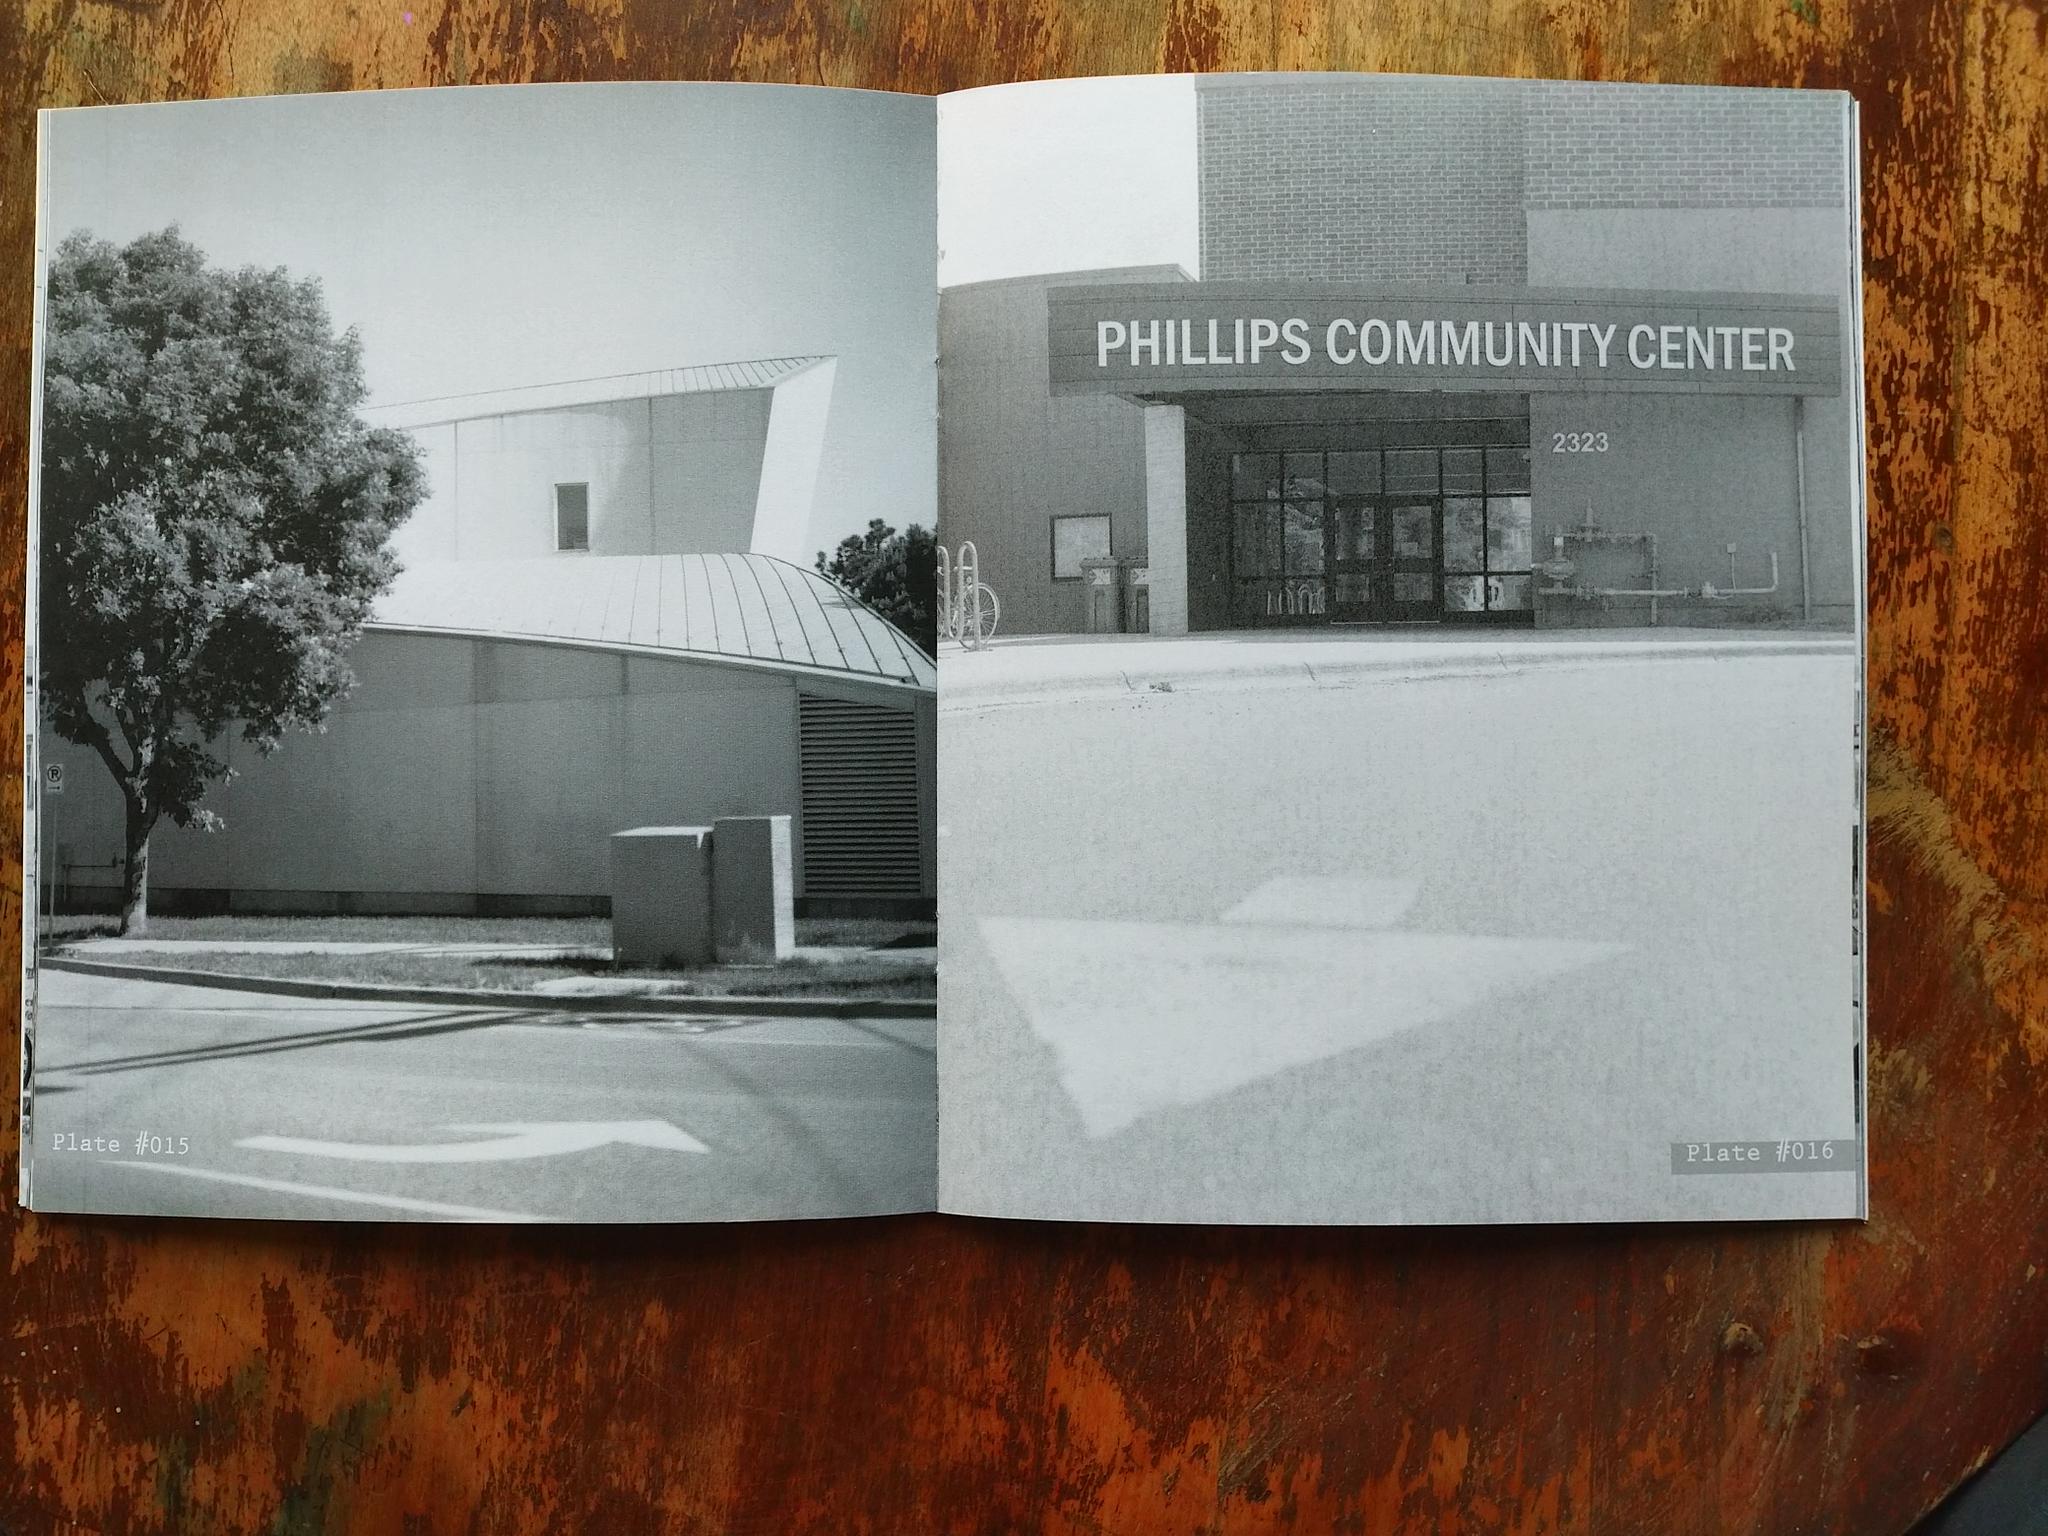 Plate #015
PHILLIPS COMMUNITY CENTER
2323
Plate #016